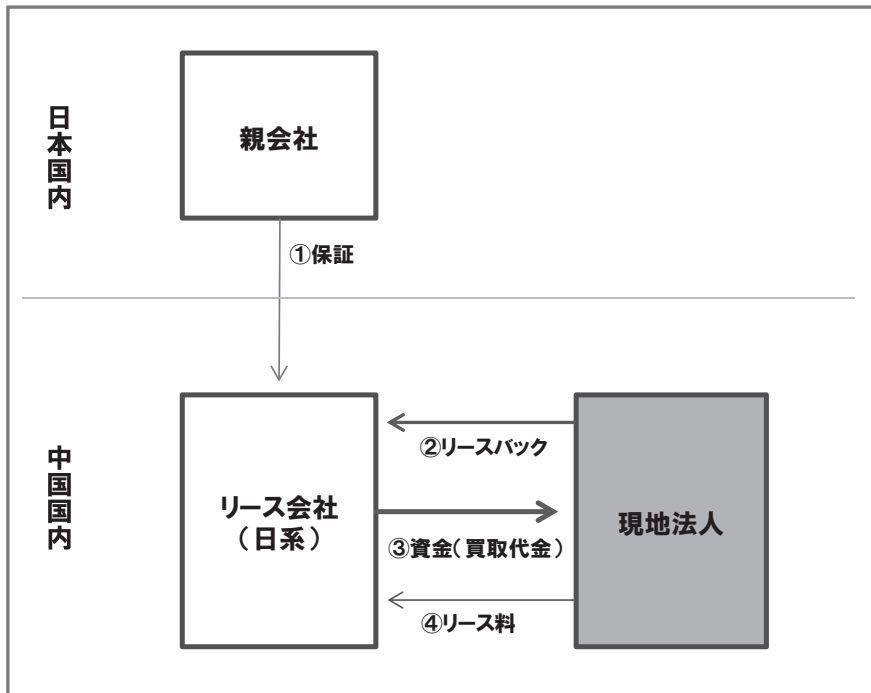 日本国内
親会社
①保証
中国国内
リース会社
（日系）
②リースバック
③資金（買取代金）
④リース料
現地法人